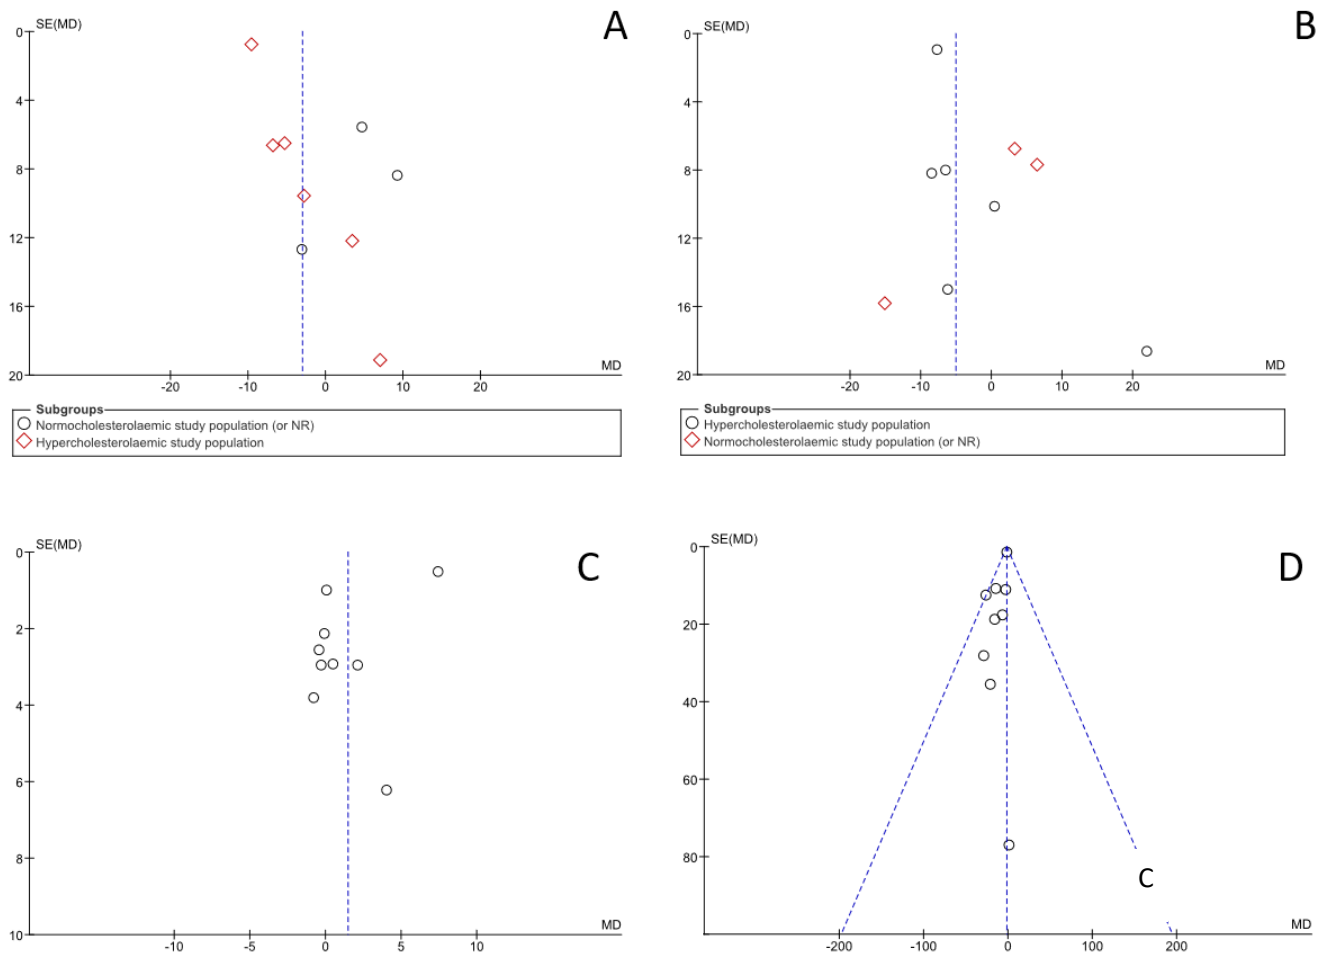 A
SE(MD)
0
4
8
12
16
20
-20
-10
0
10
20
MD
Subgroups
Normocholesterolaemic study population (or NR)
Hypercholesterolaemic study population
B
SE(MD)
0
4
8
12
16
20
-20
-10
0
10
20
MD
Subgroups
Hypercholesterolaemic study population
Normocholesterolaemic study population (or NR)
C
SE(MD)
0
2
4
6
8
10
-10
-5
0
5
10
MD
D
SE(MD)
0
20
40
60
80
C
-200
-100
0
100
200
MD